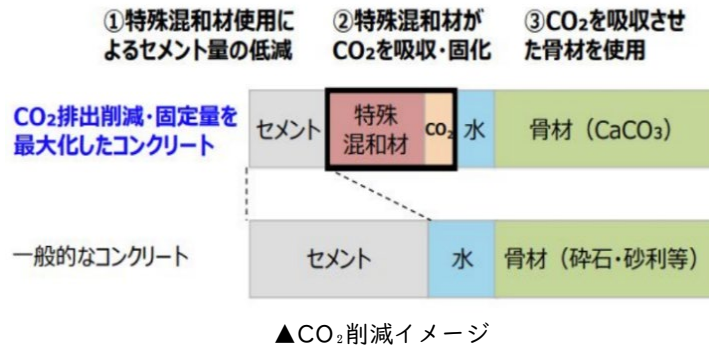 ①特殊混和材使用に
よるセメント量の低減
②特殊混和材が
CO₂を吸収・固化
③CO₂を吸収させ
た骨材を使用
CO₂排出削減・固定量を
最大化したコンクリート
セメント
特殊
混和材
CO₂
水
骨材（CaCO₃）
一般的なコンクリート
セメント
水
骨材（砕石・砂利等）
▲CO₂削減イメージ